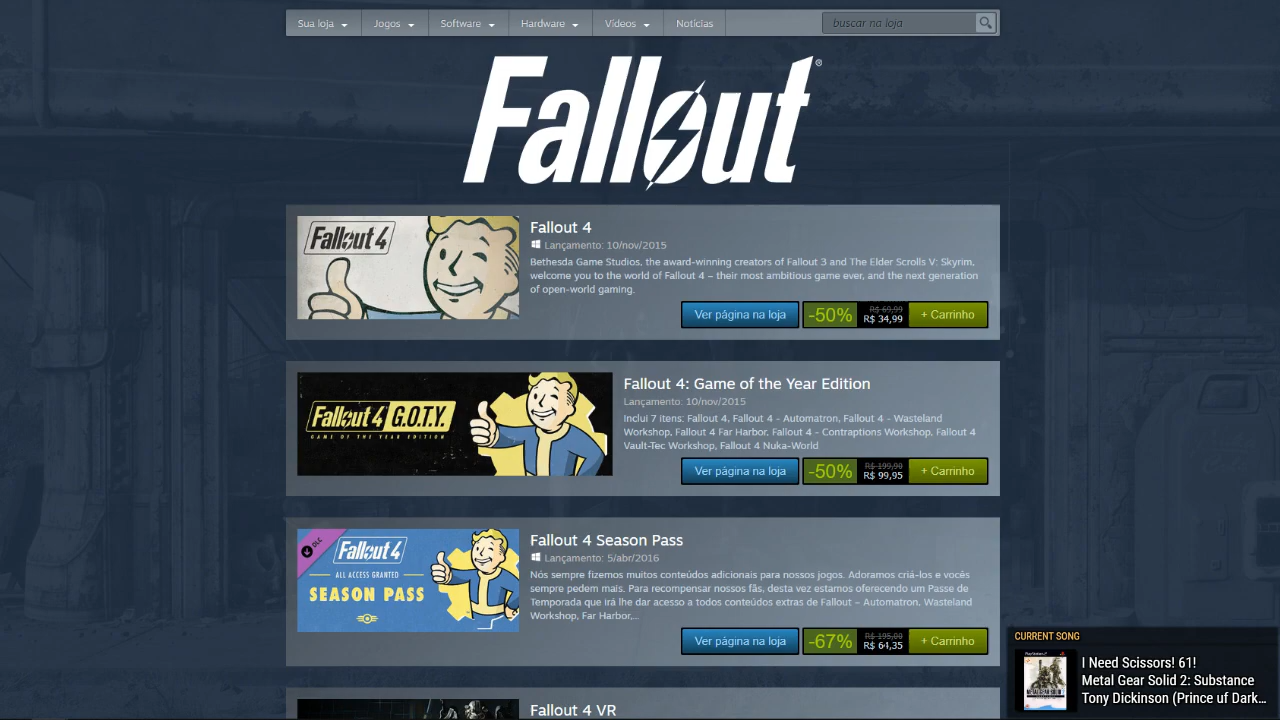 Sua loja
Jogos
Software
Hardware
Vídeos
Notícias
buscar na loja
Fallout®
Fallout 4
Fallout 4
Lançamento: 10/nov/2015
Bethesda Game Studios, the award-winning creators of Fallout 3 and The Elder Scrolls V: Skyrim,
welcome you to the world of Fallout 4 – their most ambitious game ever, and the next generation
of open-world gaming.
Ver página na loja
-50%
R$ 69,99
R$ 34,99
+ Carrinho
Fallout 4 G.O.T.Y.
GAME OF THE YEAR EDITION
Fallout 4: Game of the Year Edition
Lançamento: 10/nov/2015
Inclui 7 itens: Fallout 4, Fallout 4 - Automatron, Fallout 4 - Wasteland
Workshop, Fallout 4 Far Harbor, Fallout 4 - Contraptions Workshop, Fallout 4
Vault-Tec Workshop, Fallout 4 Nuka-World
Ver página na loja
-50%
R$ 199,90
R$ 99,95
+ Carrinho
DLC
Fallout 4
ALL ACCESS GRANTED
SEASON PASS
Fallout 4 Season Pass
Lançamento: 5/abr/2016
Nós sempre fizemos muitos conteúdos adicionais para nossos jogos. Adoramos criá-los e vocês
sempre pedem mais. Para recompensar nossos fãs, desta vez estamos oferecendo um Passe de
Temporada que irá lhe dar acesso a todos conteúdos extras de Fallout – Automatron, Wasteland
Workshop, Far Harbor,...
Ver página na loja
-67%
R$ 195,00
R$ 64,35
+ Carrinho
Fallout 4 VR
CURRENT SONG
I Need Scissors! 61!
Metal Gear Solid 2: Substance
Tony Dickinson (Prince uf Dark...